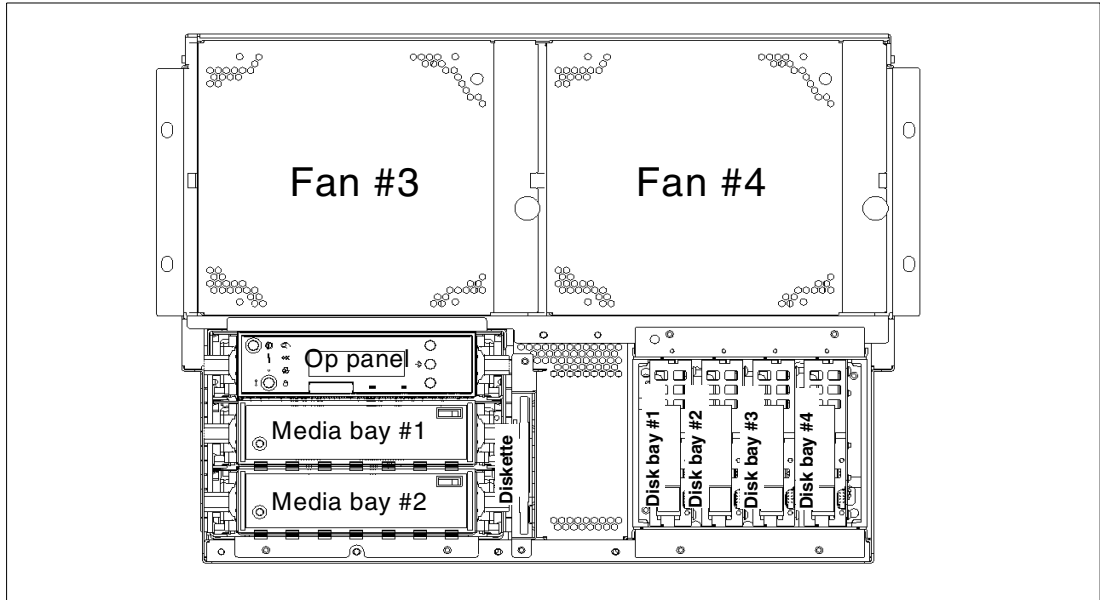 Fan #3
Fan #4
Op panel
Media bay #1
Media bay #2
Diskette
Disk bay #1
Disk bay #2
Disk bay #3
Disk bay #4